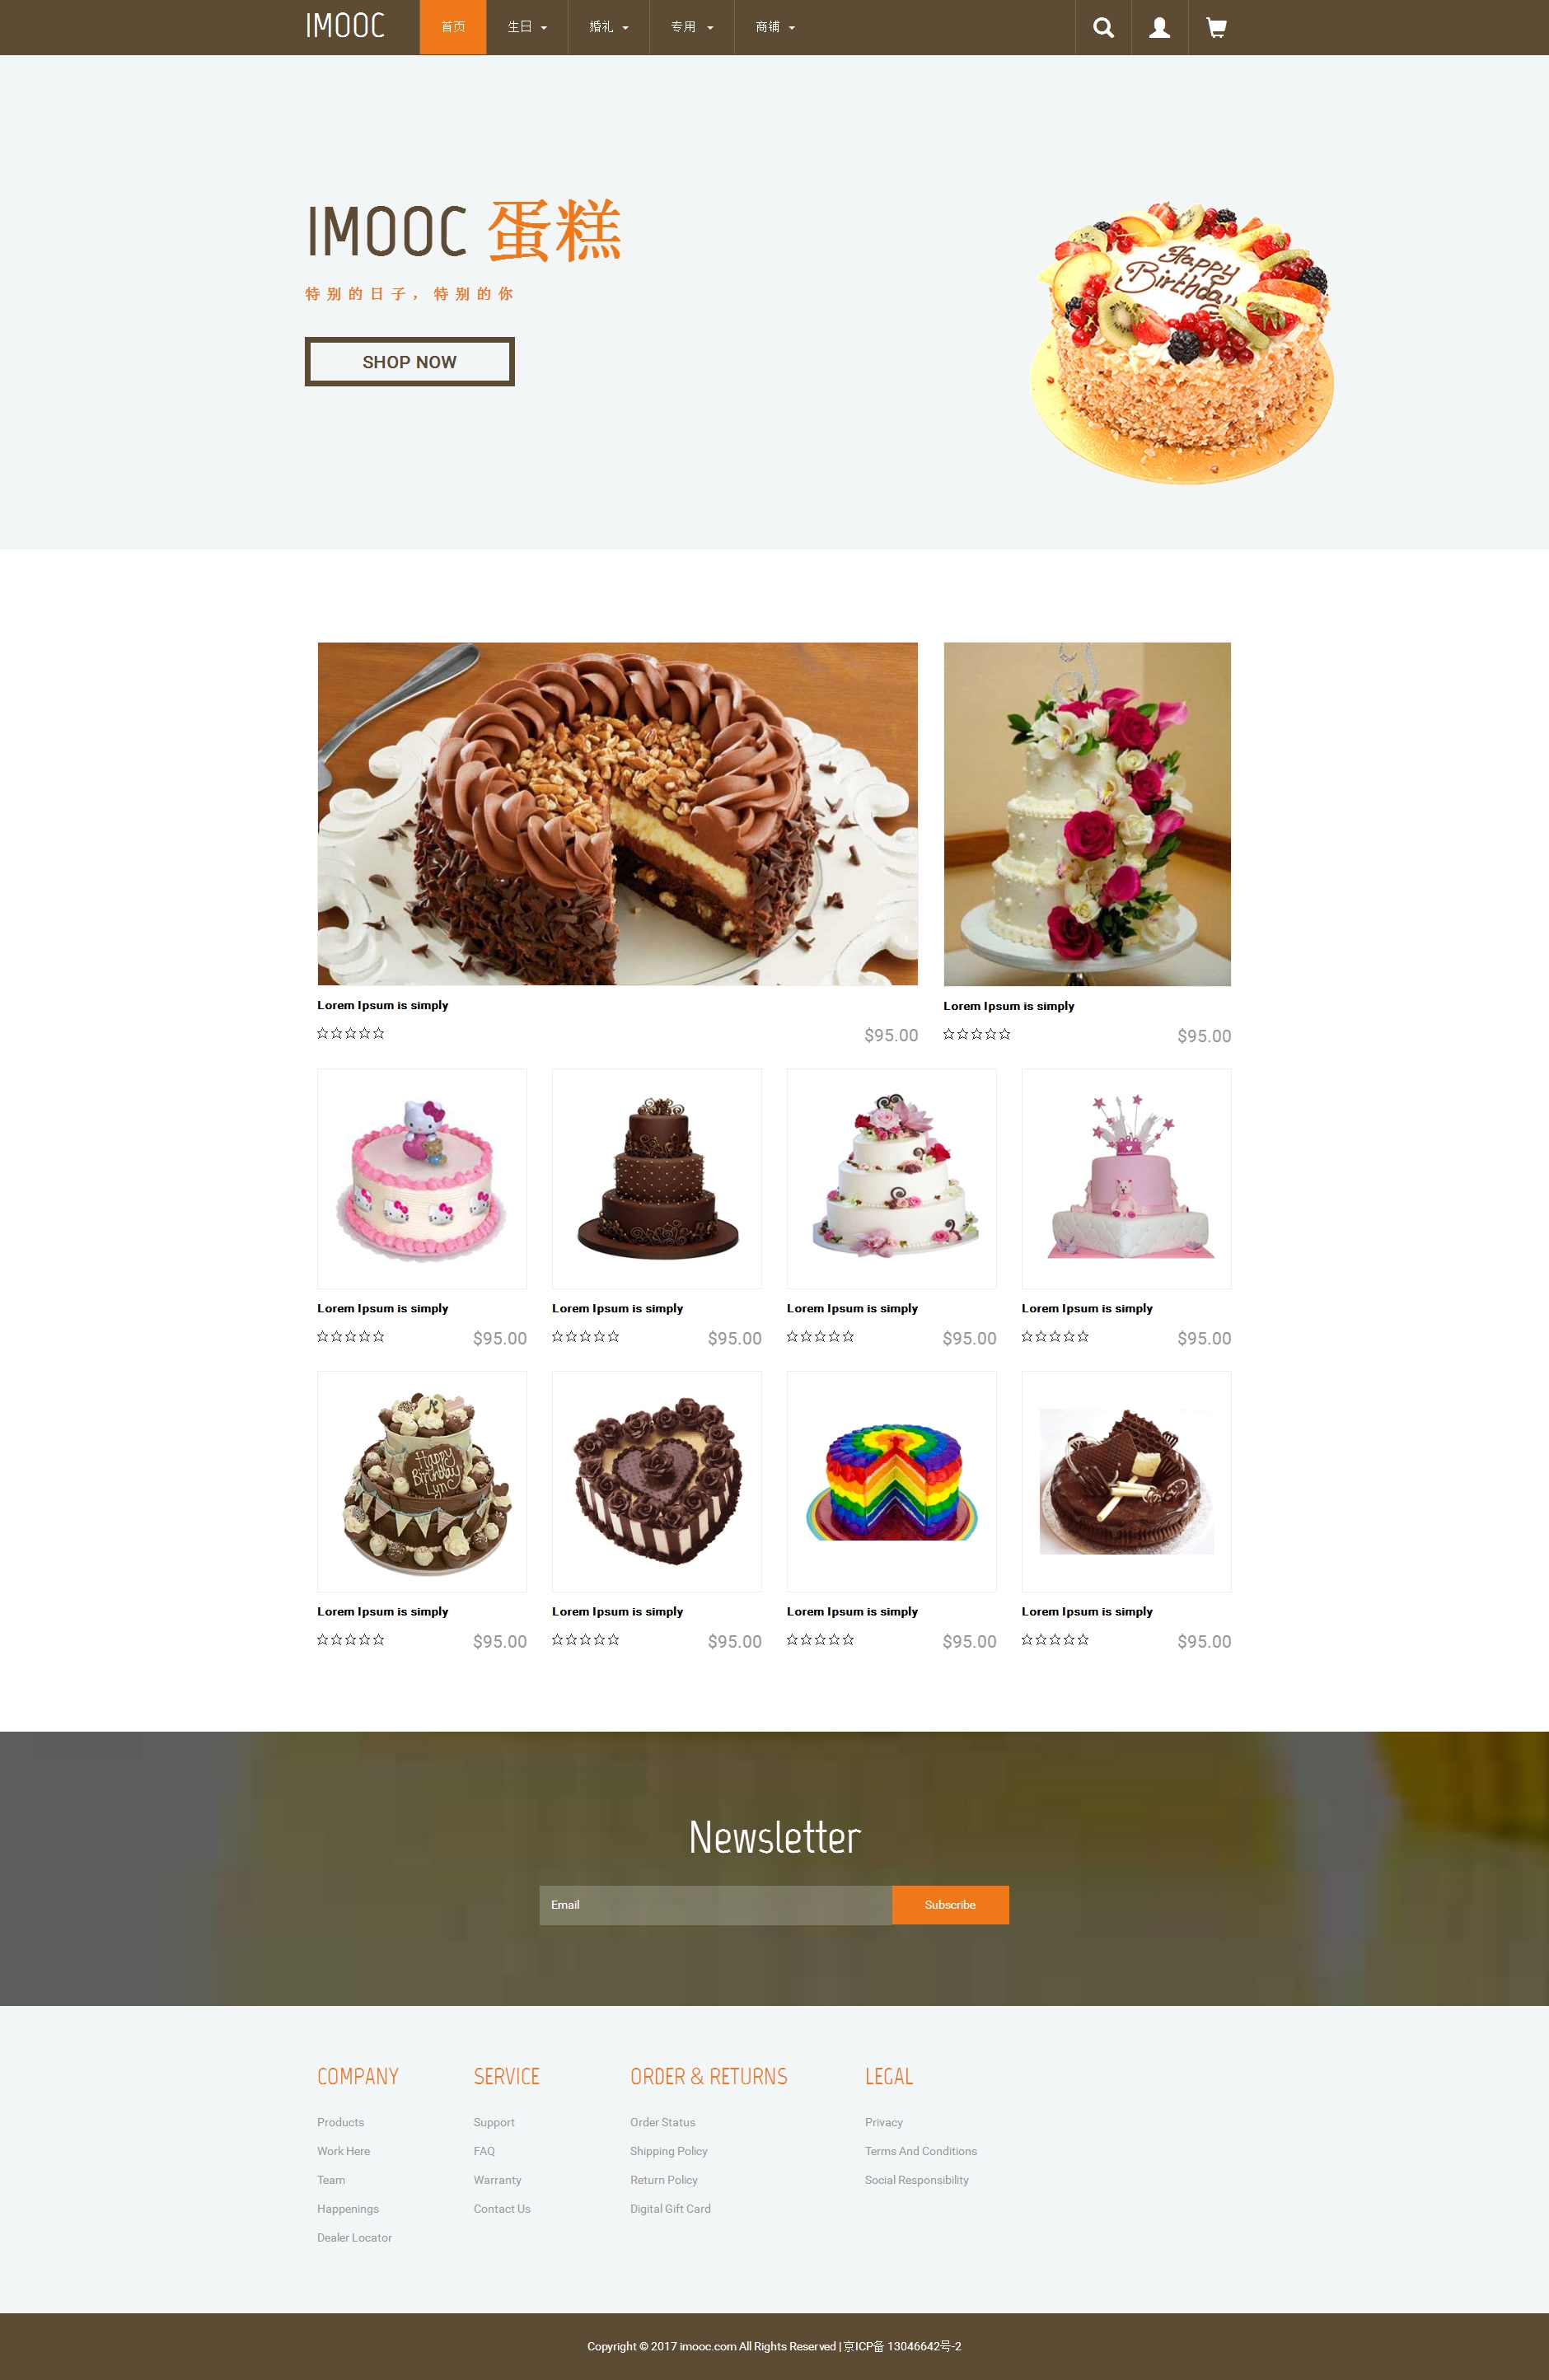 IMOOC 首页 生日 婚礼 专用 商铺
IMOOC 蛋糕
特别的日子，特别的你
SHOP NOW
Happy
Birthday
Lorem Ipsum is simply
$95.00
Lorem Ipsum is simply
$95.00
Lorem Ipsum is simply
$95.00
Lorem Ipsum is simply
$95.00
Lorem Ipsum is simply
$95.00
Lorem Ipsum is simply
$95.00
Happy
Birthday
Lorem Ipsum is simply
$95.00
Lorem Ipsum is simply
$95.00
Lorem Ipsum is simply
$95.00
Lorem Ipsum is simply
$95.00
Newsletter
Email Subscribe
COMPANY
Products
Work Here
Team
Happenings
Dealer Locator
SERVICE
Support
FAQ
Warranty
Contact Us
ORDER & RETURNS
Order Status
Shipping Policy
Return Policy
Digital Gift Card
LEGAL
Privacy
Terms And Conditions
Social Responsibility
Copyright © 2017 imooc.com All Rights Reserved | 京ICP备 13046642号-2